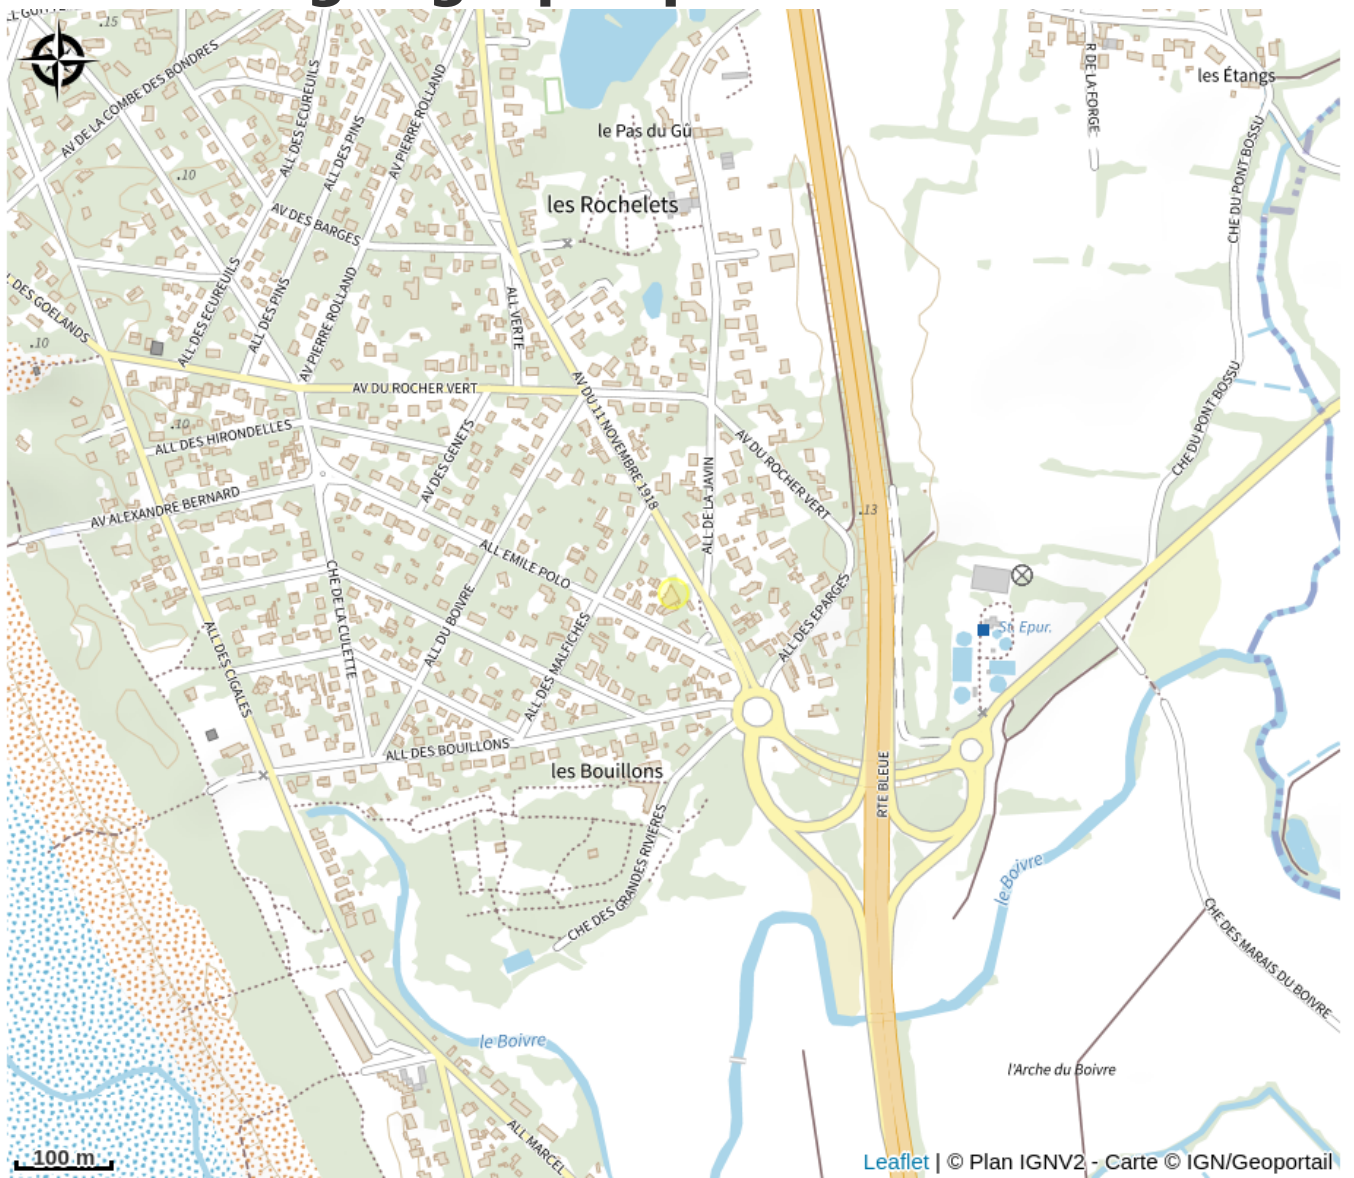 .15
AV DE LA COMBE DES BONDRES
ALL DES ECUREUILS
ALL DES PINS
AV PIERRE ROLLAND
le Pas du Gû
R DE LA FORGE
les Étangs
CHE DU PONT BOSSU
.10
les Rochelets
AV DES BARGES
DES GOELANDS
ALL DES ECUREUILS
ALL DES PINS
AV PIERRE ROLLAND
ALL VERTE
.10
AV DU ROCHER VERT
AV DU 11 NOVEMBRE 1918
CHE DU PONT BOSSU
.10
ALL DES HIRONDELLES
AV DES GENETS
AV DU ROCHER VERT
ALL DE LA JAVIN
AV ALEXANDRE BERNARD
.13
ALL EMILE POLO
CHE DE LA CULETTE
ALL DU BOIVRE
ALL DES MALFICHES
ALL DES EPARGES
St. Epur.
ALL DES CIGALES
ALL DES BOUILLONS
les Bouillons
RTE BLEUE
CHE DES GRANDES RIVIERES
le Boivre
CHE DES MARAIS DU BOIVRE
le Boivre
l'Arche du Boivre
ALL MARCEL
100 m
Leaflet | © Plan IGNV2 - Carte © IGN/Geoportail